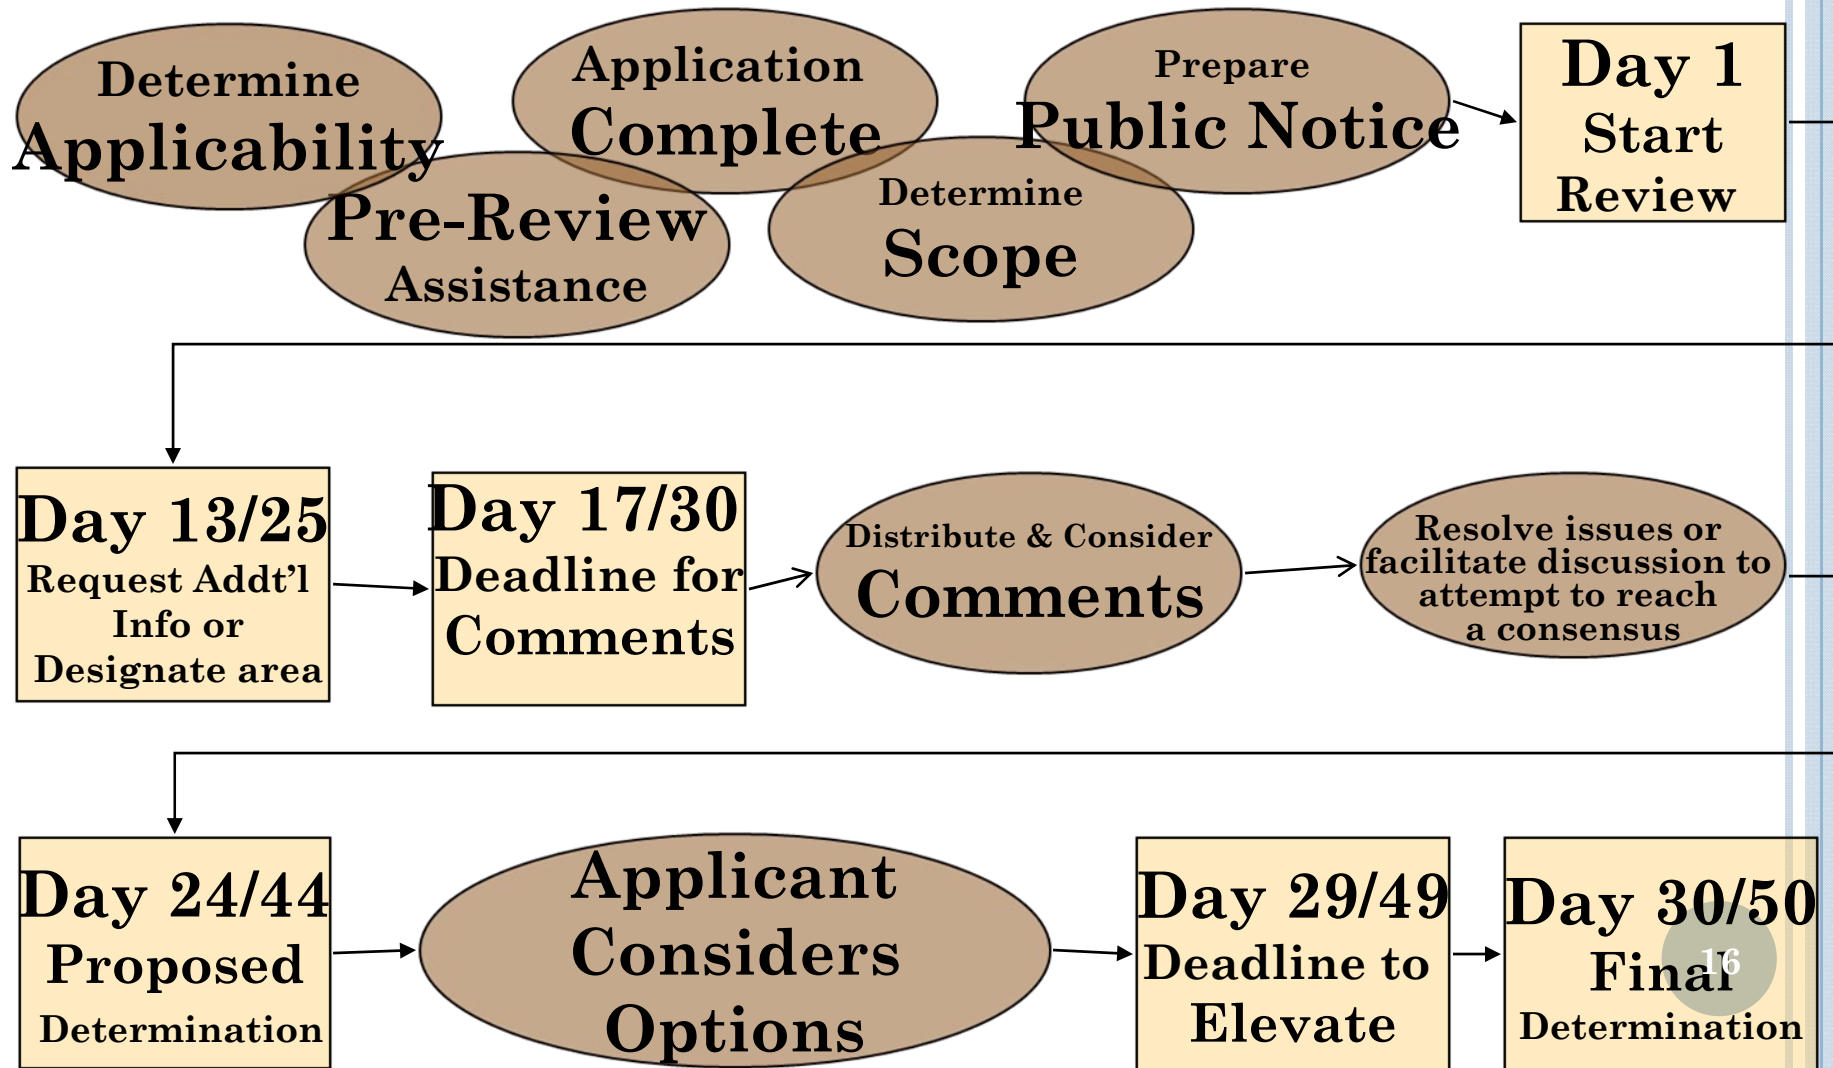 Determine
Applicability
Pre-Review
Assistance
Application
Complete
Determine
Scope
Prepare
Public Notice
Day 1
Start
Review
Day 13/25
Request Addt’l
Info or
Designate area
Day 17/30
Deadline for
Comments
Distribute & Consider
Comments
Resolve issues or
facilitate discussion to
attempt to reach
a consensus
Day 24/44
Proposed
Determination
Applicant
Considers
Options
Day 29/49
Deadline to
Elevate
Day 30/50
Final
Determination
16